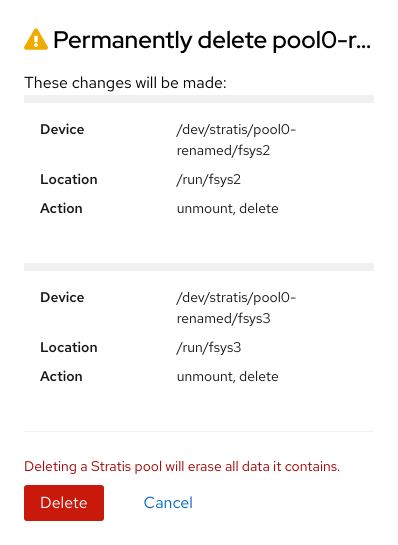 Permanently delete pool0-r...
These changes will be made:
Device /dev/stratis/pool0-
renamed/fsys2
Location /run/fsys2
Action unmount, delete
Device /dev/stratis/pool0-
renamed/fsys3
Location /run/fsys3
Action unmount, delete
Deleting a Stratis pool will erase all data it contains.
Delete Cancel